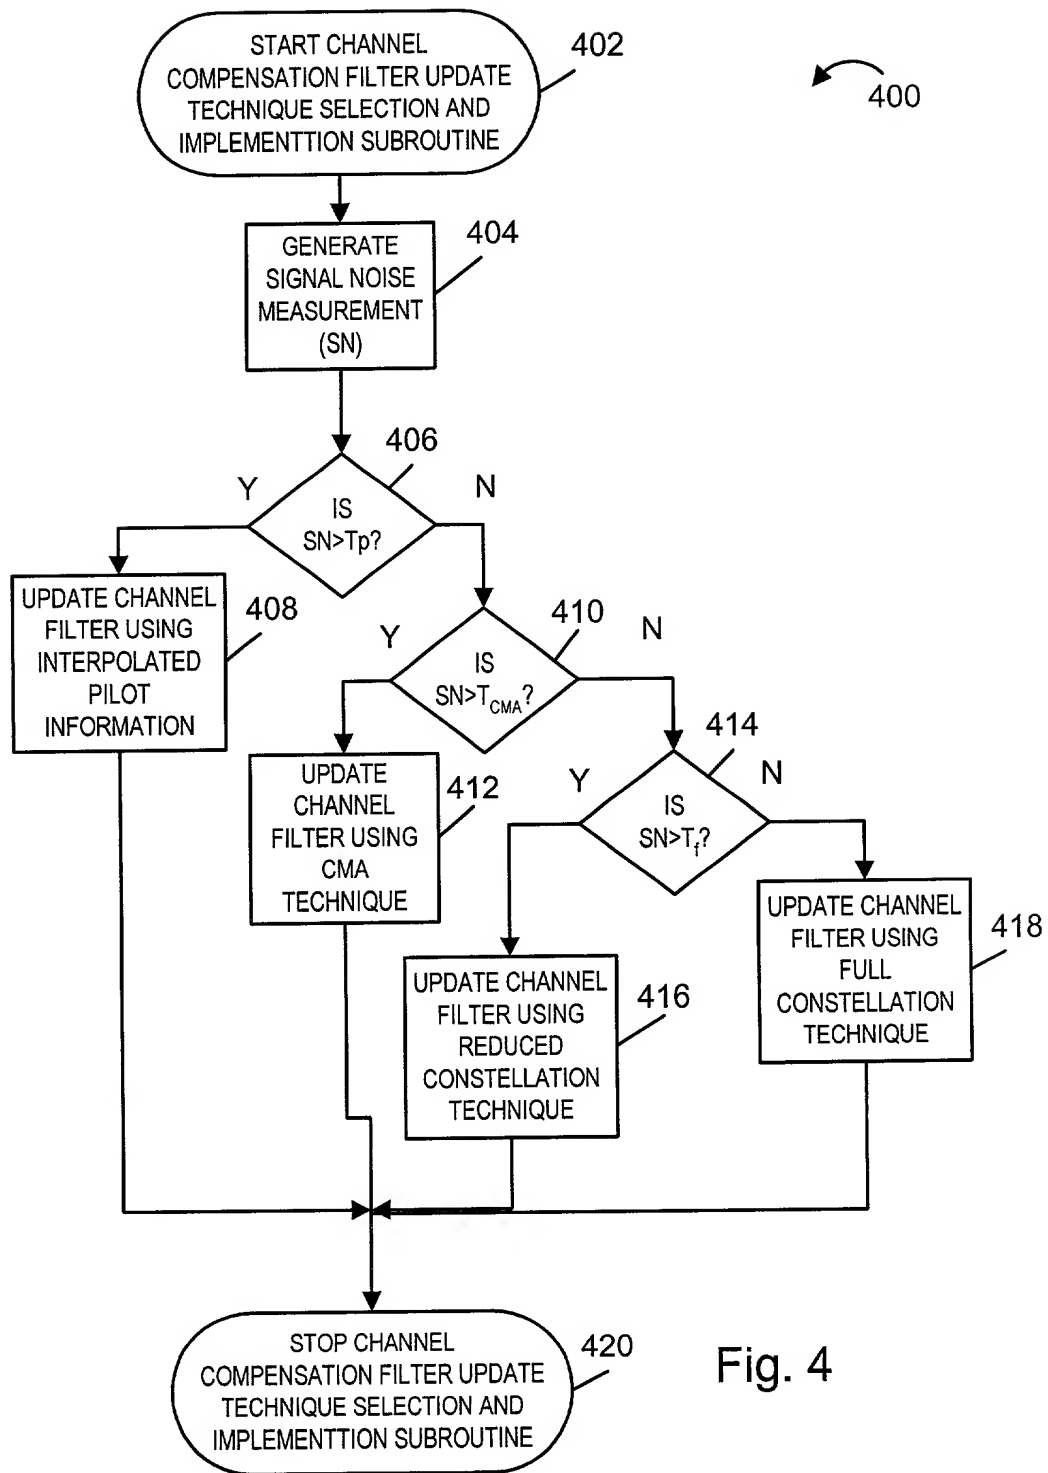 START CHANNEL
COMPENSATION FILTER UPDATE
TECHNIQUE SELECTION AND
IMPLEMENTTION SUBROUTINE
402
400
GENERATE
SIGNAL NOISE
MEASUREMENT
(SN)
404
406
Y
N
IS
SN>Tp?
UPDATE CHANNEL
FILTER USING
INTERPOLATED
PILOT
INFORMATION
408
410
Y
N
IS
SN>T_CMA?
UPDATE
CHANNEL
FILTER USING
CMA
TECHNIQUE
412
414
Y
N
IS
SN>T_f?
UPDATE CHANNEL
FILTER USING
REDUCED
CONSTELLATION
TECHNIQUE
416
UPDATE CHANNEL
FILTER USING
FULL
CONSTELLATION
TECHNIQUE
418
STOP CHANNEL
COMPENSATION FILTER UPDATE
TECHNIQUE SELECTION AND
IMPLEMENTTION SUBROUTINE
420
Fig. 4